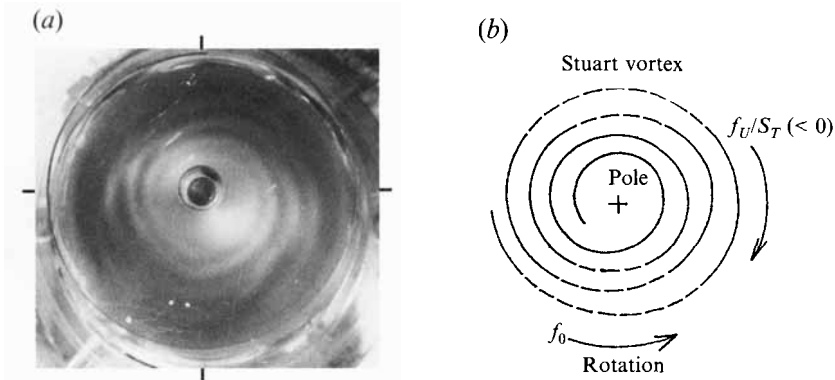 (a)
(b)
Stuart vortex
f_U/S_T (< 0)
Pole
f_0
Rotation